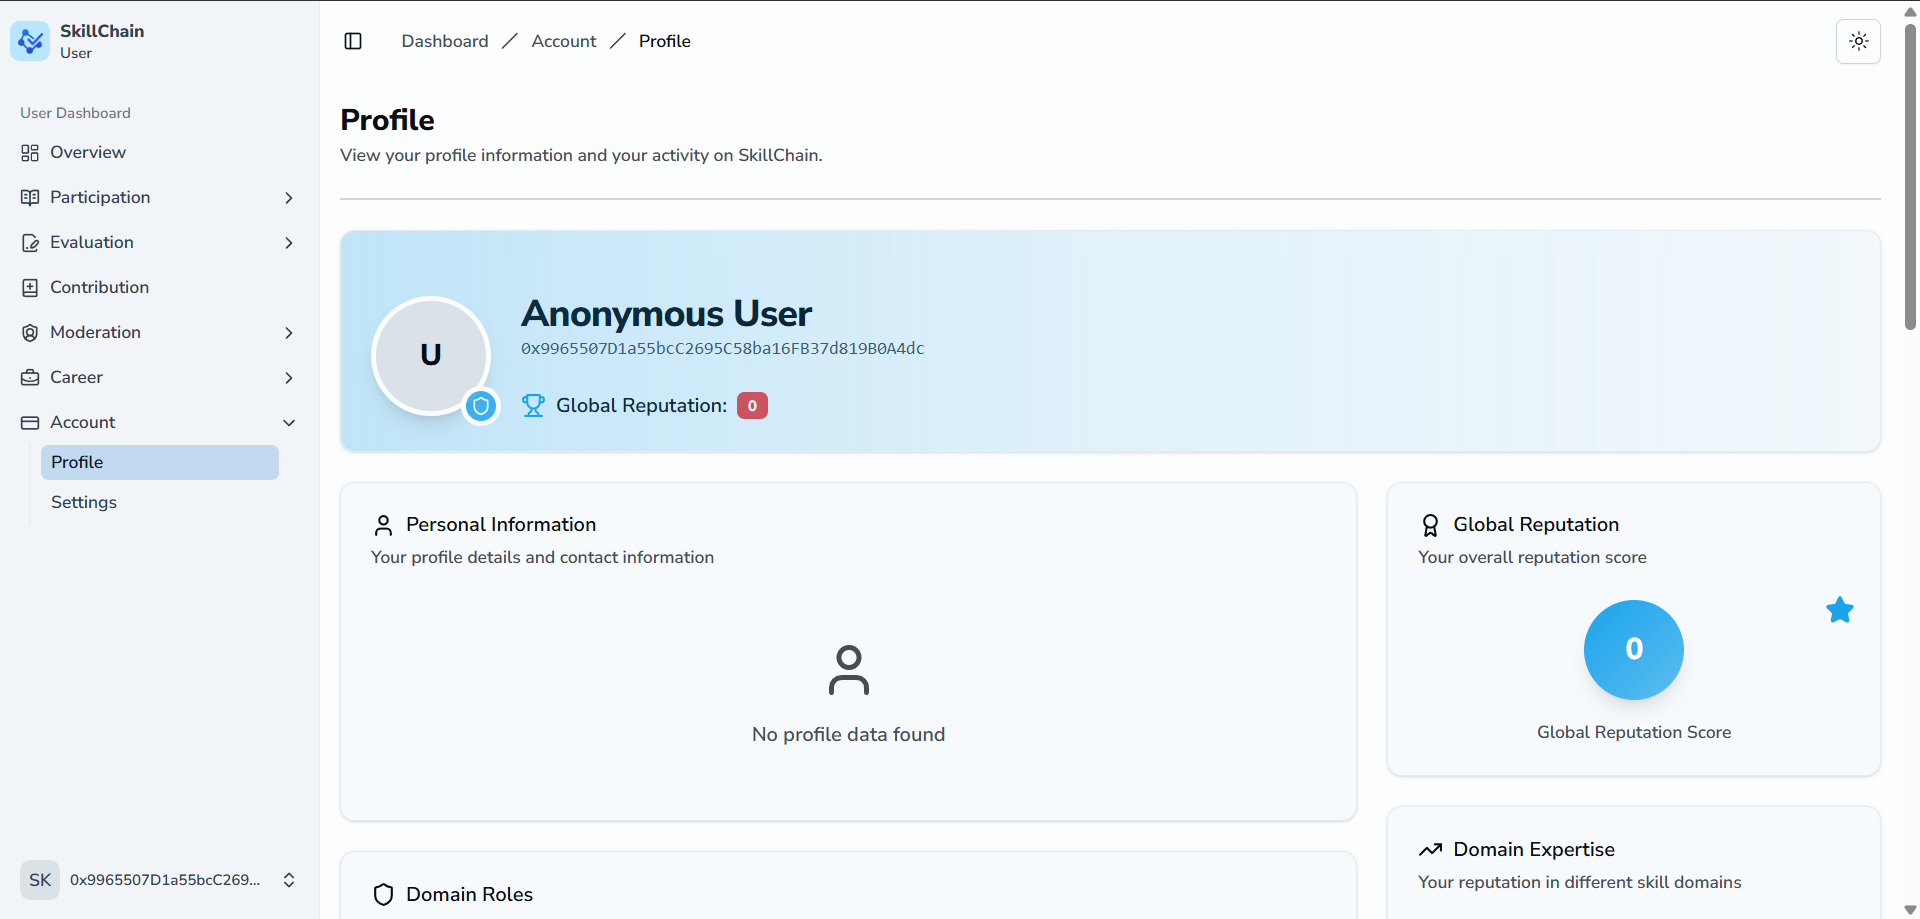 SkillChain
User
User Dashboard
Overview
Participation
Evaluation
Contribution
Moderation
Career
Account
Profile
Settings
SK 0x9965507D1a55bcC269...
Dashboard / Account / Profile
Profile
View your profile information and your activity on SkillChain.
U
Anonymous User
0x9965507D1a55bcC2695C58ba16FB37d819B0A4dc
Global Reputation: 0
Personal Information
Your profile details and contact information
No profile data found
Domain Roles
Global Reputation
Your overall reputation score
0
Global Reputation Score
Domain Expertise
Your reputation in different skill domains